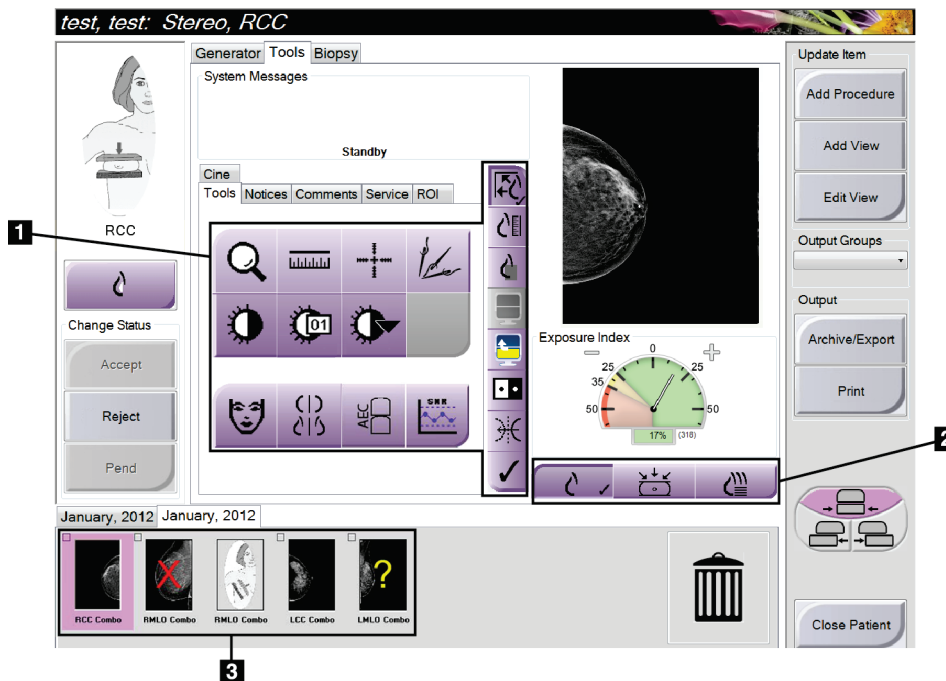 test, test: Stereo, RCC
RCC
Change Status
Accept
Reject
Pend
Generator Tools Biopsy
System Messages
Standby
Cine
Tools Notices Comments Service ROI
01
AEC
SNR
Exposure Index
0
25 25
35
50 50
17% (318)
Update Item
Add Procedure
Add View
Edit View
Output Groups
Output
Archive/Export
Print
Close Patient
January, 2012 January, 2012
X
?
RCC Combo RMLO Combo RMLO Combo LCC Combo LMLO Combo
1
2
3